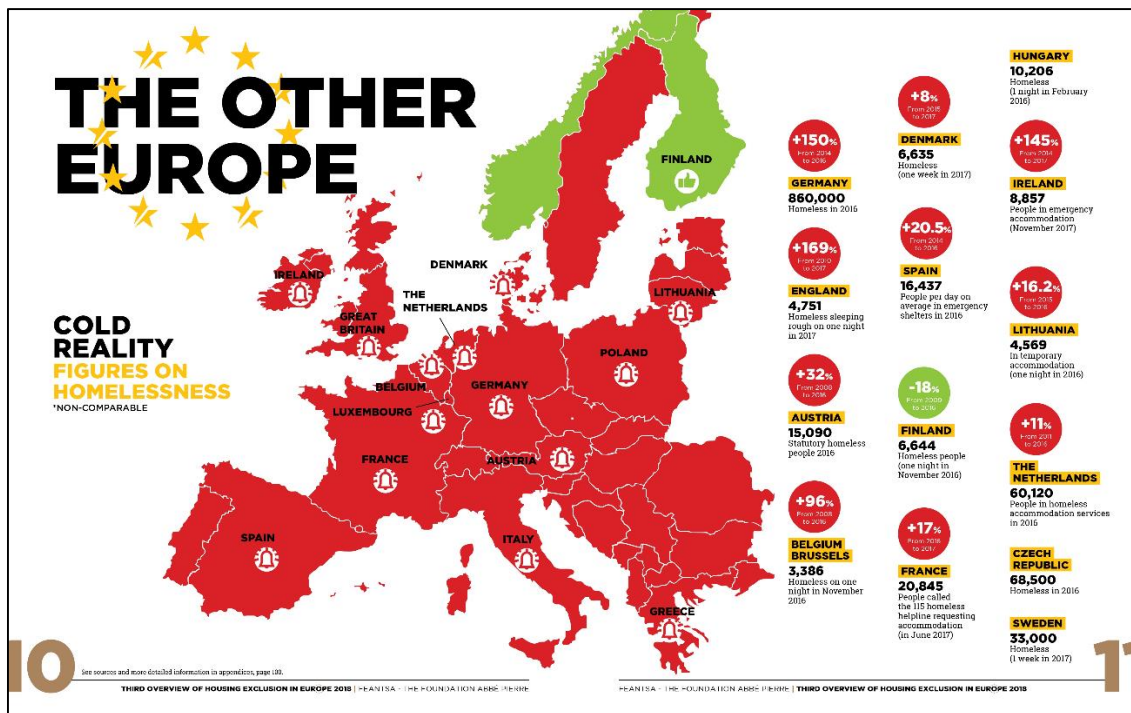 THE OTHER
EUROPE
COLD
REALITY
FIGURES ON
HOMELESSNESS
*NON-COMPARABLE
FINLAND
IRELAND
GREAT
BRITAIN
DENMARK
THE
NETHERLANDS
LITHUANIA
POLAND
BELGIUM
GERMANY
LUXEMBOURG
FRANCE
AUSTRIA
SPAIN
ITALY
GREECE
+150%
From 2014
to 2016
GERMANY
860,000
Homeless in 2016
+169%
From 2010
to 2017
ENGLAND
4,751
Homeless sleeping
rough on one night
in 2017
+32%
From 2008
to 2016
AUSTRIA
15,090
Statutory homeless
people 2016
+96%
From 2008
to 2016
BELGIUM
BRUSSELS
3,386
Homeless on one
night in November
2016
+8%
From 2015
to 2017
DENMARK
6,635
Homeless
(one week in 2017)
+20.5%
From 2014
to 2016
SPAIN
16,437
People per day on
average in emergency
shelters in 2016
-18%
From 2009
to 2016
FINLAND
6,644
Homeless people
(one night in
November 2016)
+17%
From
2017
FRANCE
20,845
People called
the 115 homeless
helpline requesting
accommodation
(in June 2017)
HUNGARY
10,206
Homeless
(1 night in February
2016)
+145%
From 2014
to 2017
IRELAND
8,857
People in emergency
accommodation
(November 2017)
+16.2%
From 2015
LITHUANIA
4,569
In temporary
accommodation
(one night in 2016)
+11%
From 2011
THE
NETHERLANDS
60,120
People in homeless
accommodation services
in 2016
CZECH
REPUBLIC
68,500
Homeless in 2016
SWEDEN
33,000
Homeless
(1 week in 2017)
10
See sources and more detailed information in appendices, page 103.
THIRD OVERVIEW OF HOUSING EXCLUSION IN EUROPE 2018 | FEANTSA - THE FOUNDATION ABBÉ PIERRE
FEANTSA - THE FOUNDATION ABBÉ PIERRE | THIRD OVERVIEW OF HOUSING EXCLUSION IN EUROPE 2018
11